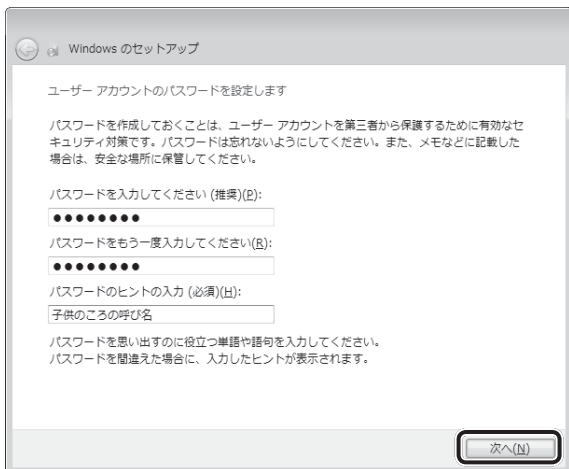 Windows のセットアップ
ユーザー アカウントのパスワードを設定します
パスワードを作成しておくことは、ユーザー アカウントを第三者から保護するために有効なセ
キュリティ対策です。パスワードは忘れないようにしてください。また、メモなどに記載した
場合は、安全な場所に保管してください。
パスワードを入力してください (推奨)(P):
●●●●●●●●
パスワードをもう一度入力してください(R):
●●●●●●●●
パスワードのヒントの入力 (必須)(H):
子供のころの呼び名
パスワードを思い出すのに役立つ単語や語句を入力してください。
パスワードを間違えた場合に、入力したヒントが表示されます。
次へ(N)